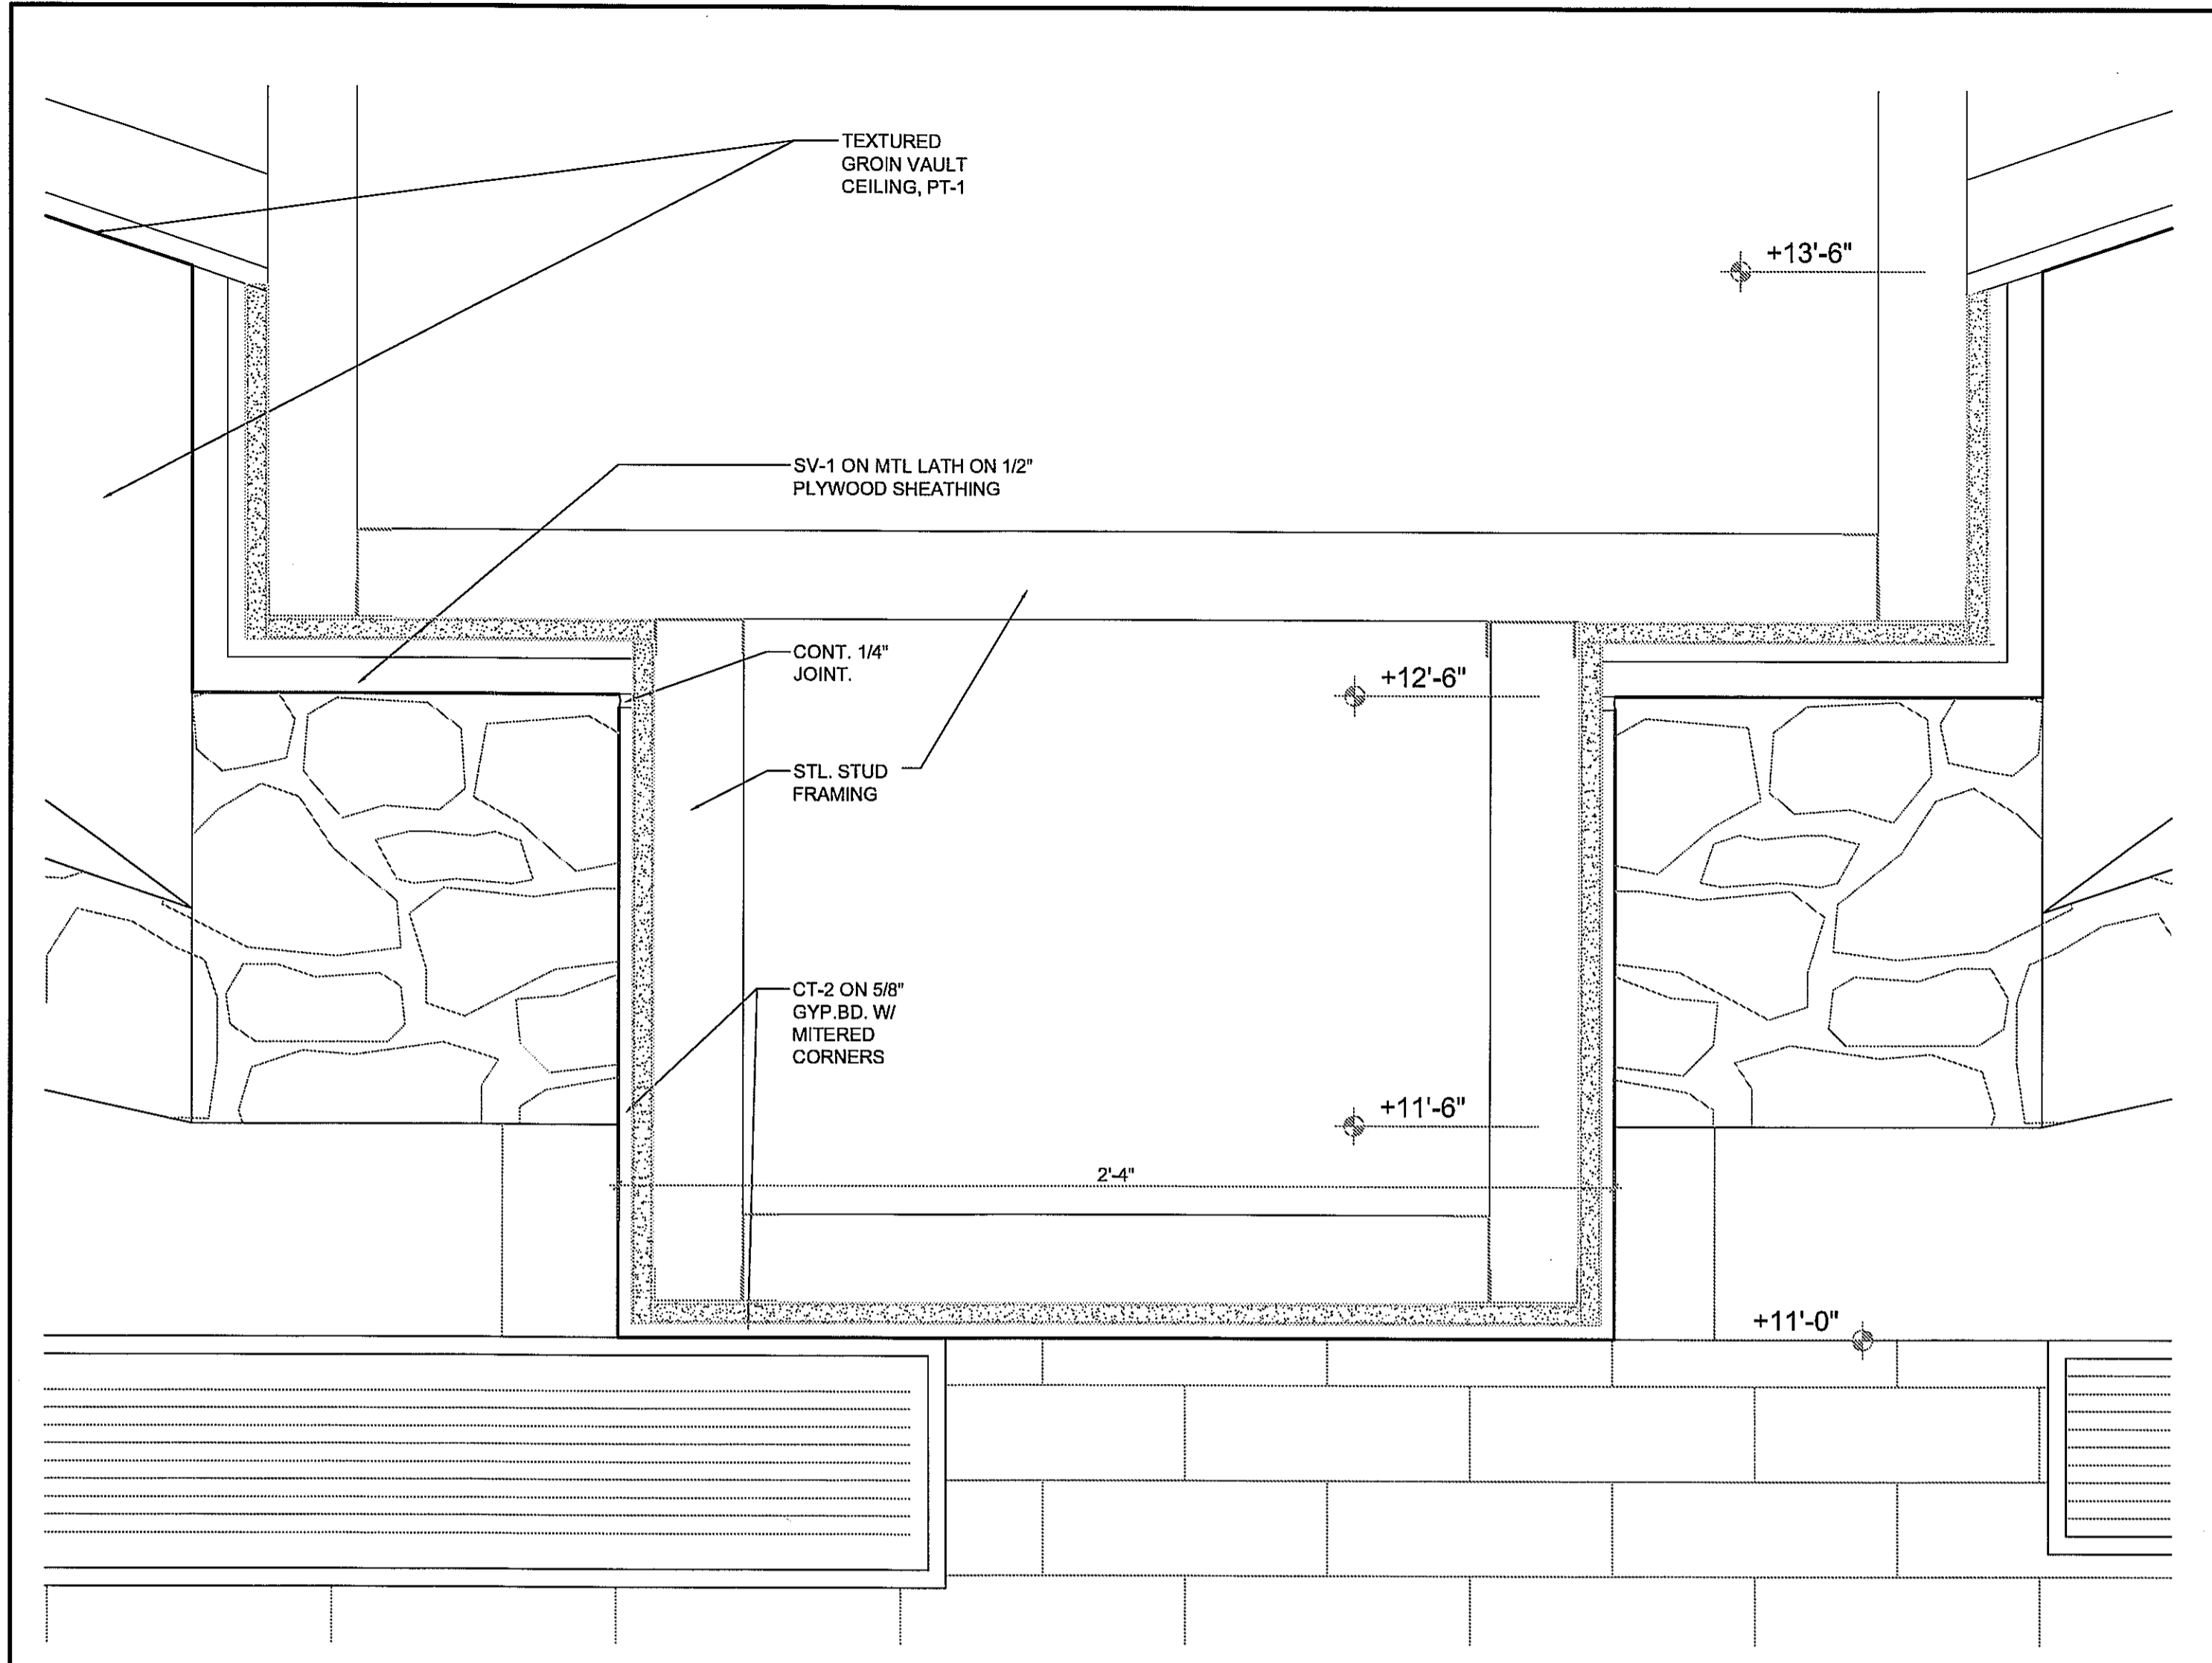 TEXTURED
GROIN VAULT
CEILING, PT-1
+13'-6"
SV-1 ON MTL LATH ON 1/2"
PLYWOOD SHEATHING
CONT. 1/4"
JOINT.
+12'-6"
STL. STUD
FRAMING
CT-2 ON 5/8"
GYP.BD. W/
MITERED
CORNERS
+11'-6"
2'-4"
+11'-0"